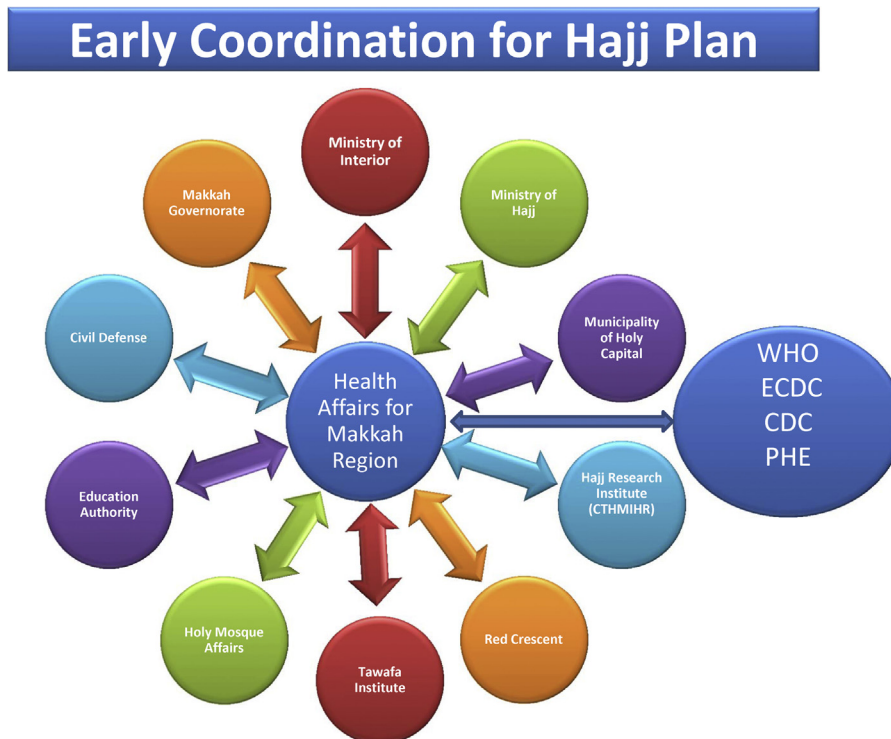 Early Coordination for Hajj Plan
Ministry of
Interior
Ministry of
Hajj
Municipality
of Holy
Capital
WHO
ECDC
CDC
PHE
Hajj Research
Institute
(CTHMIHR)
Red Crescent
Tawafa
Institute
Holy Mosque
Affairs
Education
Authority
Civil Defense
Makkah
Governorate
Health
Affairs for
Makkah
Region